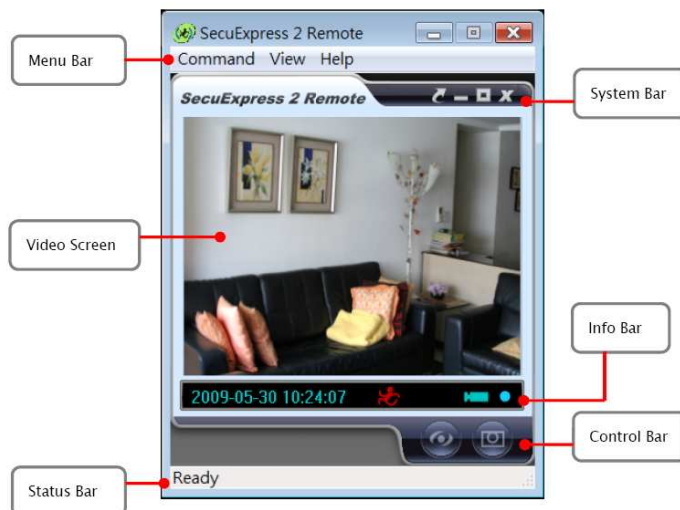 SecuExpress 2 Remote
Menu Bar
Command View Help
SecuExpress 2 Remote
System Bar
Video Screen
Info Bar
2009-05-30 10:24:07
Control Bar
Ready
Status Bar